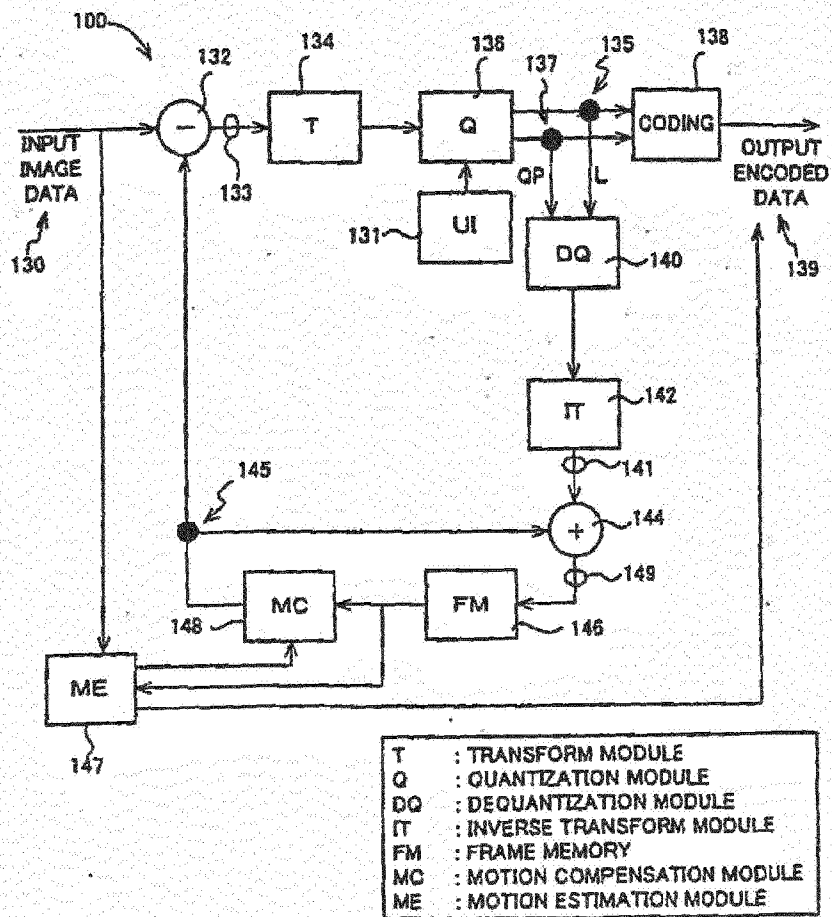 100
132
134
136
137
135
138
−
T
Q
CODING
INPUT
IMAGE
DATA
133
QP
L
OUTPUT
ENCODED
DATA
130
131
UI
DQ
140
139
IT
142
141
145
+
144
149
MC
FM
148
146
ME
147
T : TRANSFORM MODULE
Q : QUANTIZATION MODULE
DQ : DEQUANTIZATION MODULE
IT : INVERSE TRANSFORM MODULE
FM : FRAME MEMORY
MC : MOTION COMPENSATION MODULE
ME : MOTION ESTIMATION MODULE